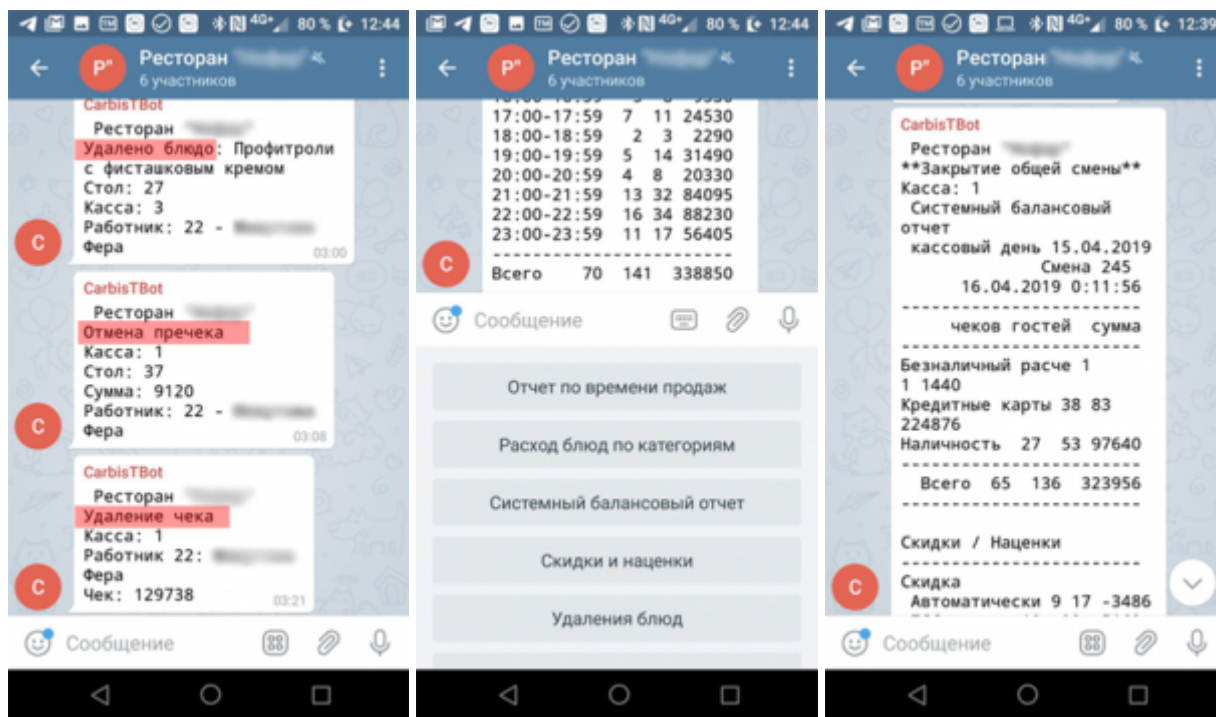 80 % 12:44
Ресторан
6 участников
CarbisTBot
Ресторан
Удалено блюдо: Профитроли
с фисташковым кремом
Стол: 27
Касса: 3
Работник: 22 -
Фера
03:00
CarbisTBot
Ресторан
Отмена пречека
Касса: 1
Стол: 37
Сумма: 9120
Работник: 22 -
Фера
03:08
CarbisTBot
Ресторан
Удаление чека
Касса: 1
Работник 22:
Фера
Чек: 129738
03:21
Сообщение
4G+ 80 % 12:44
Р"
Ресторан
6 участников
17:00-17:59 7 11 24530
18:00-18:59 2 3 2290
19:00-19:59 5 14 31490
20:00-20:59 4 8 20330
21:00-21:59 13 32 84095
22:00-22:59 16 34 88230
23:00-23:59 11 17 56405
Всего 70 141 338850
С
Сообщение
Отчет по времени продаж
Расход блюд по категориям
Системный балансовый отчет
Скидки и наценки
Удаления блюд
4G+ 80 % 12:39
Р"
Ресторан
6 участников
CarbisTBot
Ресторан
**Закрытие общей смены**
Касса: 1
Системный балансовый
отчет
кассовый день 15.04.2019
Смена 245
16.04.2019 0:11:56
чеков гостей сумма
Безналичный расче 1
1 1440
Кредитные карты 38 83
224876
Наличность 27 53 97640
Всего 65 136 323956
Скидки / Наценки
Скидка
Автоматически 9 17 -3486
С
Сообщение